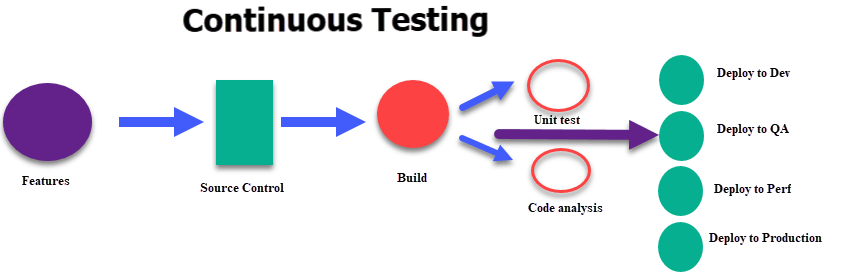 Continuous Testing
Features
Source Control
Build
Unit test
Code analysis
Deploy to Dev
Deploy to QA
Deploy to Perf
Deploy to Production